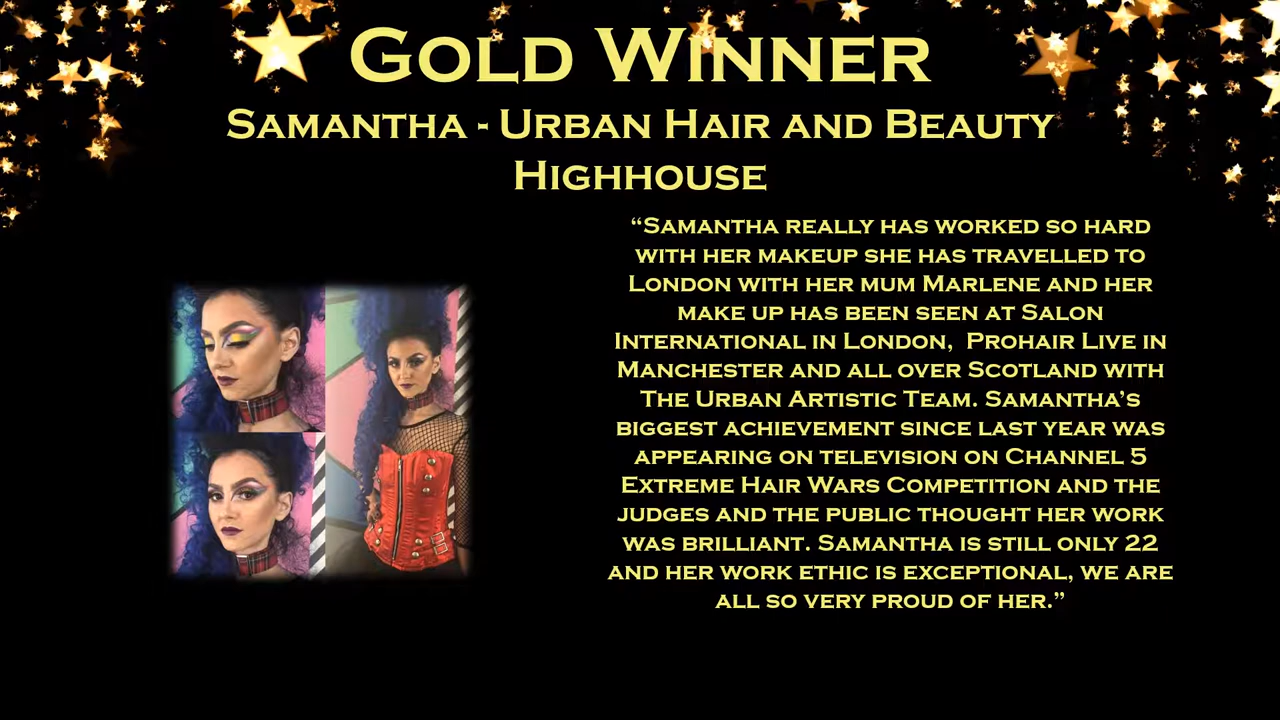 Gold Winner
Samantha - Urban Hair and Beauty
Highhouse
“Samantha really has worked so hard
with her makeup she has travelled to
London with her mum Marlene and her
make up has been seen at Salon
International in London,  Prohair Live in
Manchester and all over Scotland with
The Urban Artistic Team. Samantha’s
biggest achievement since last year was
appearing on television on Channel 5
Extreme Hair Wars Competition and the
judges and the public thought her work
was brilliant. Samantha is still only 22
and her work ethic is exceptional, we are
all so very proud of her.”